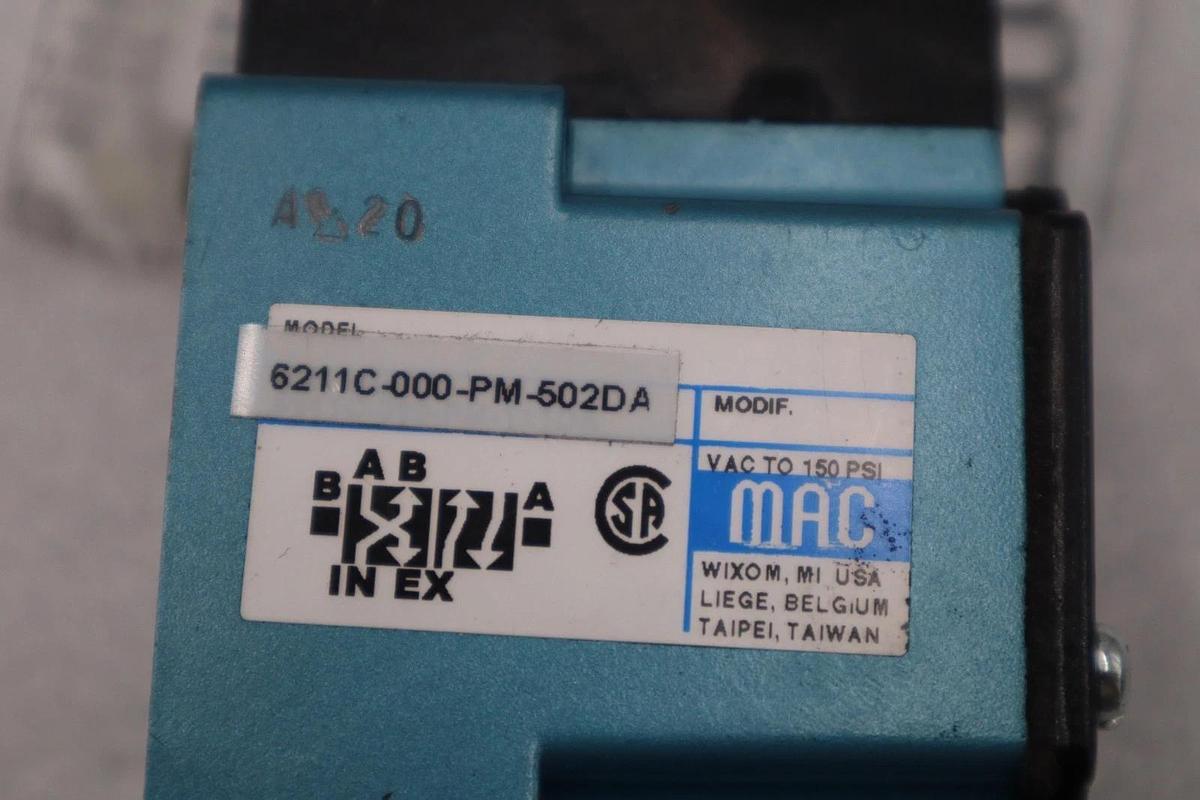 20
MODEL
6211C-000-PM-502DA
MODIF.
VAC TO 150 PSI
MAC
A B
B A
IN EX
SA
WIXOM, MI USA
LIEGE, BELGIUM
TAIPEI, TAIWAN